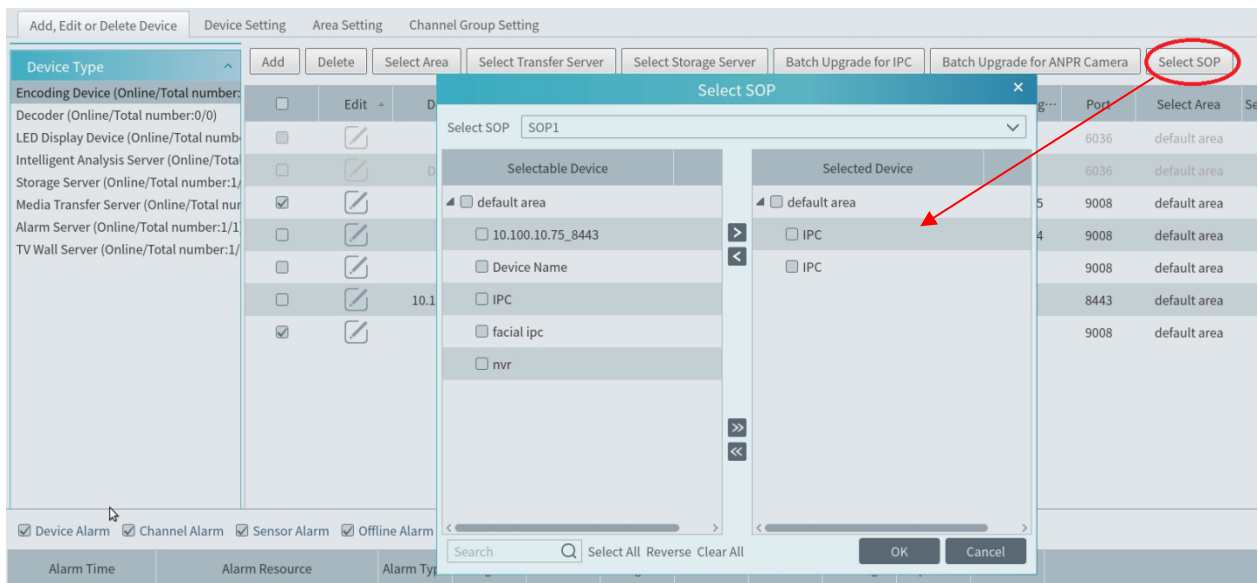 Add, Edit or Delete Device Device Setting Area Setting Channel Group Setting
Device Type
Encoding Device (Online/Total number:
Decoder (Online/Total number:0/0)
LED Display Device (Online/Total numb
Intelligent Analysis Server (Online/Total
Storage Server (Online/Total number:1/
Media Transfer Server (Online/Total nur
Alarm Server (Online/Total number:1/1)
TV Wall Server (Online/Total number:1/
Add Delete Select Area Select Transfer Server Select Storage Server Batch Upgrade for IPC Batch Upgrade for ANPR Camera Select SOP
Edit D g... Port Select Area Se
6036 default area
D 6036 default area
5 9008 default area
4 9008 default area
9008 default area
10.1 8443 default area
9008 default area
Select SOP
Select SOP SOP1
Selectable Device
default area
10.100.10.75_8443
Device Name
IPC
facial ipc
nvr
Selected Device
default area
IPC
IPC
Search Select All Reverse Clear All OK Cancel
Device Alarm Channel Alarm Sensor Alarm Offline Alarm
Alarm Time Alarm Resource Alarm Typ